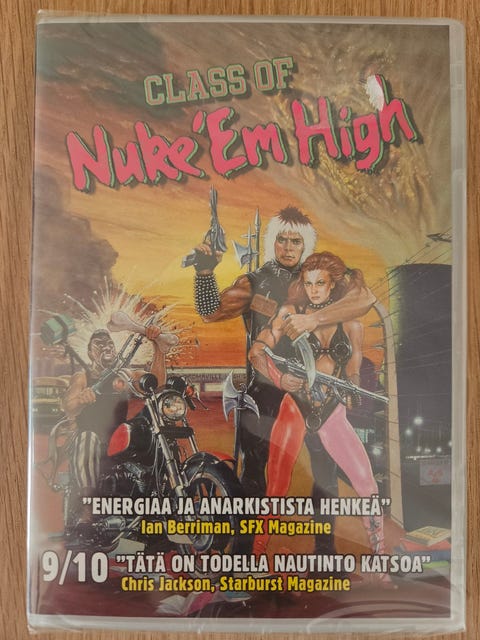 CLASS OF
Nuke 'Em High
"ENERGIAA JA ANARKISTISTA HENKEÄ"
Ian Berriman, SFX Magazine
9/10 "TÄTÄ ON TODELLA NAUTINTO KATSOA"
Chris Jackson, Starburst Magazine